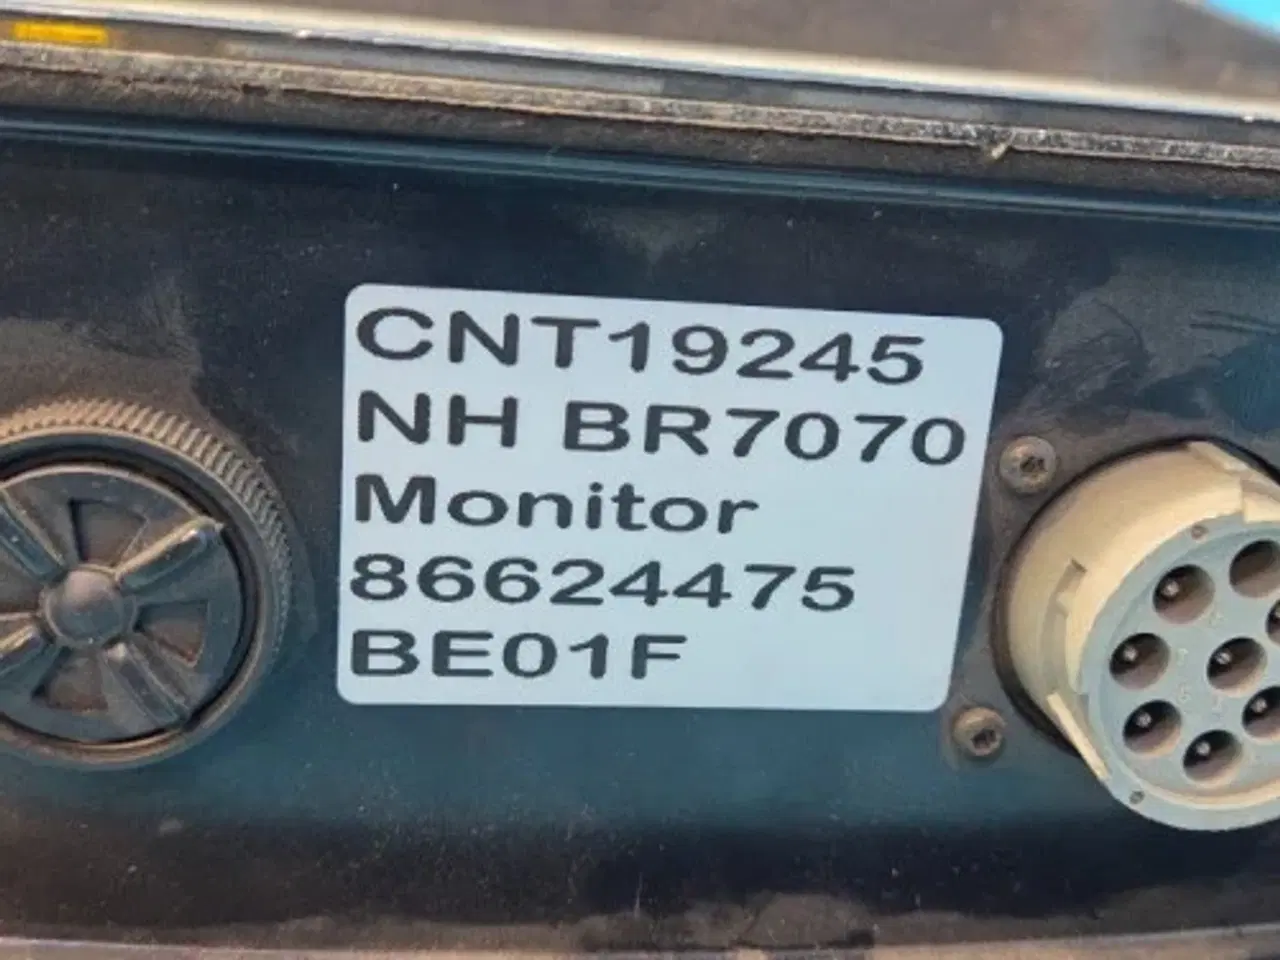 CNT19245
NH BR7070
Monitor
86624475
BE01F